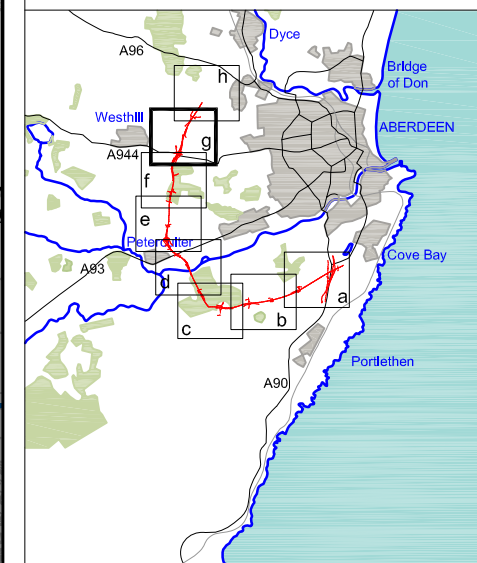 Dyce
A96
Bridge
of Don
h
Westhill
ABERDEEN
g
A944
f
e
Peterculter
Cove Bay
A93
d
a
c
b
Portlethen
A90